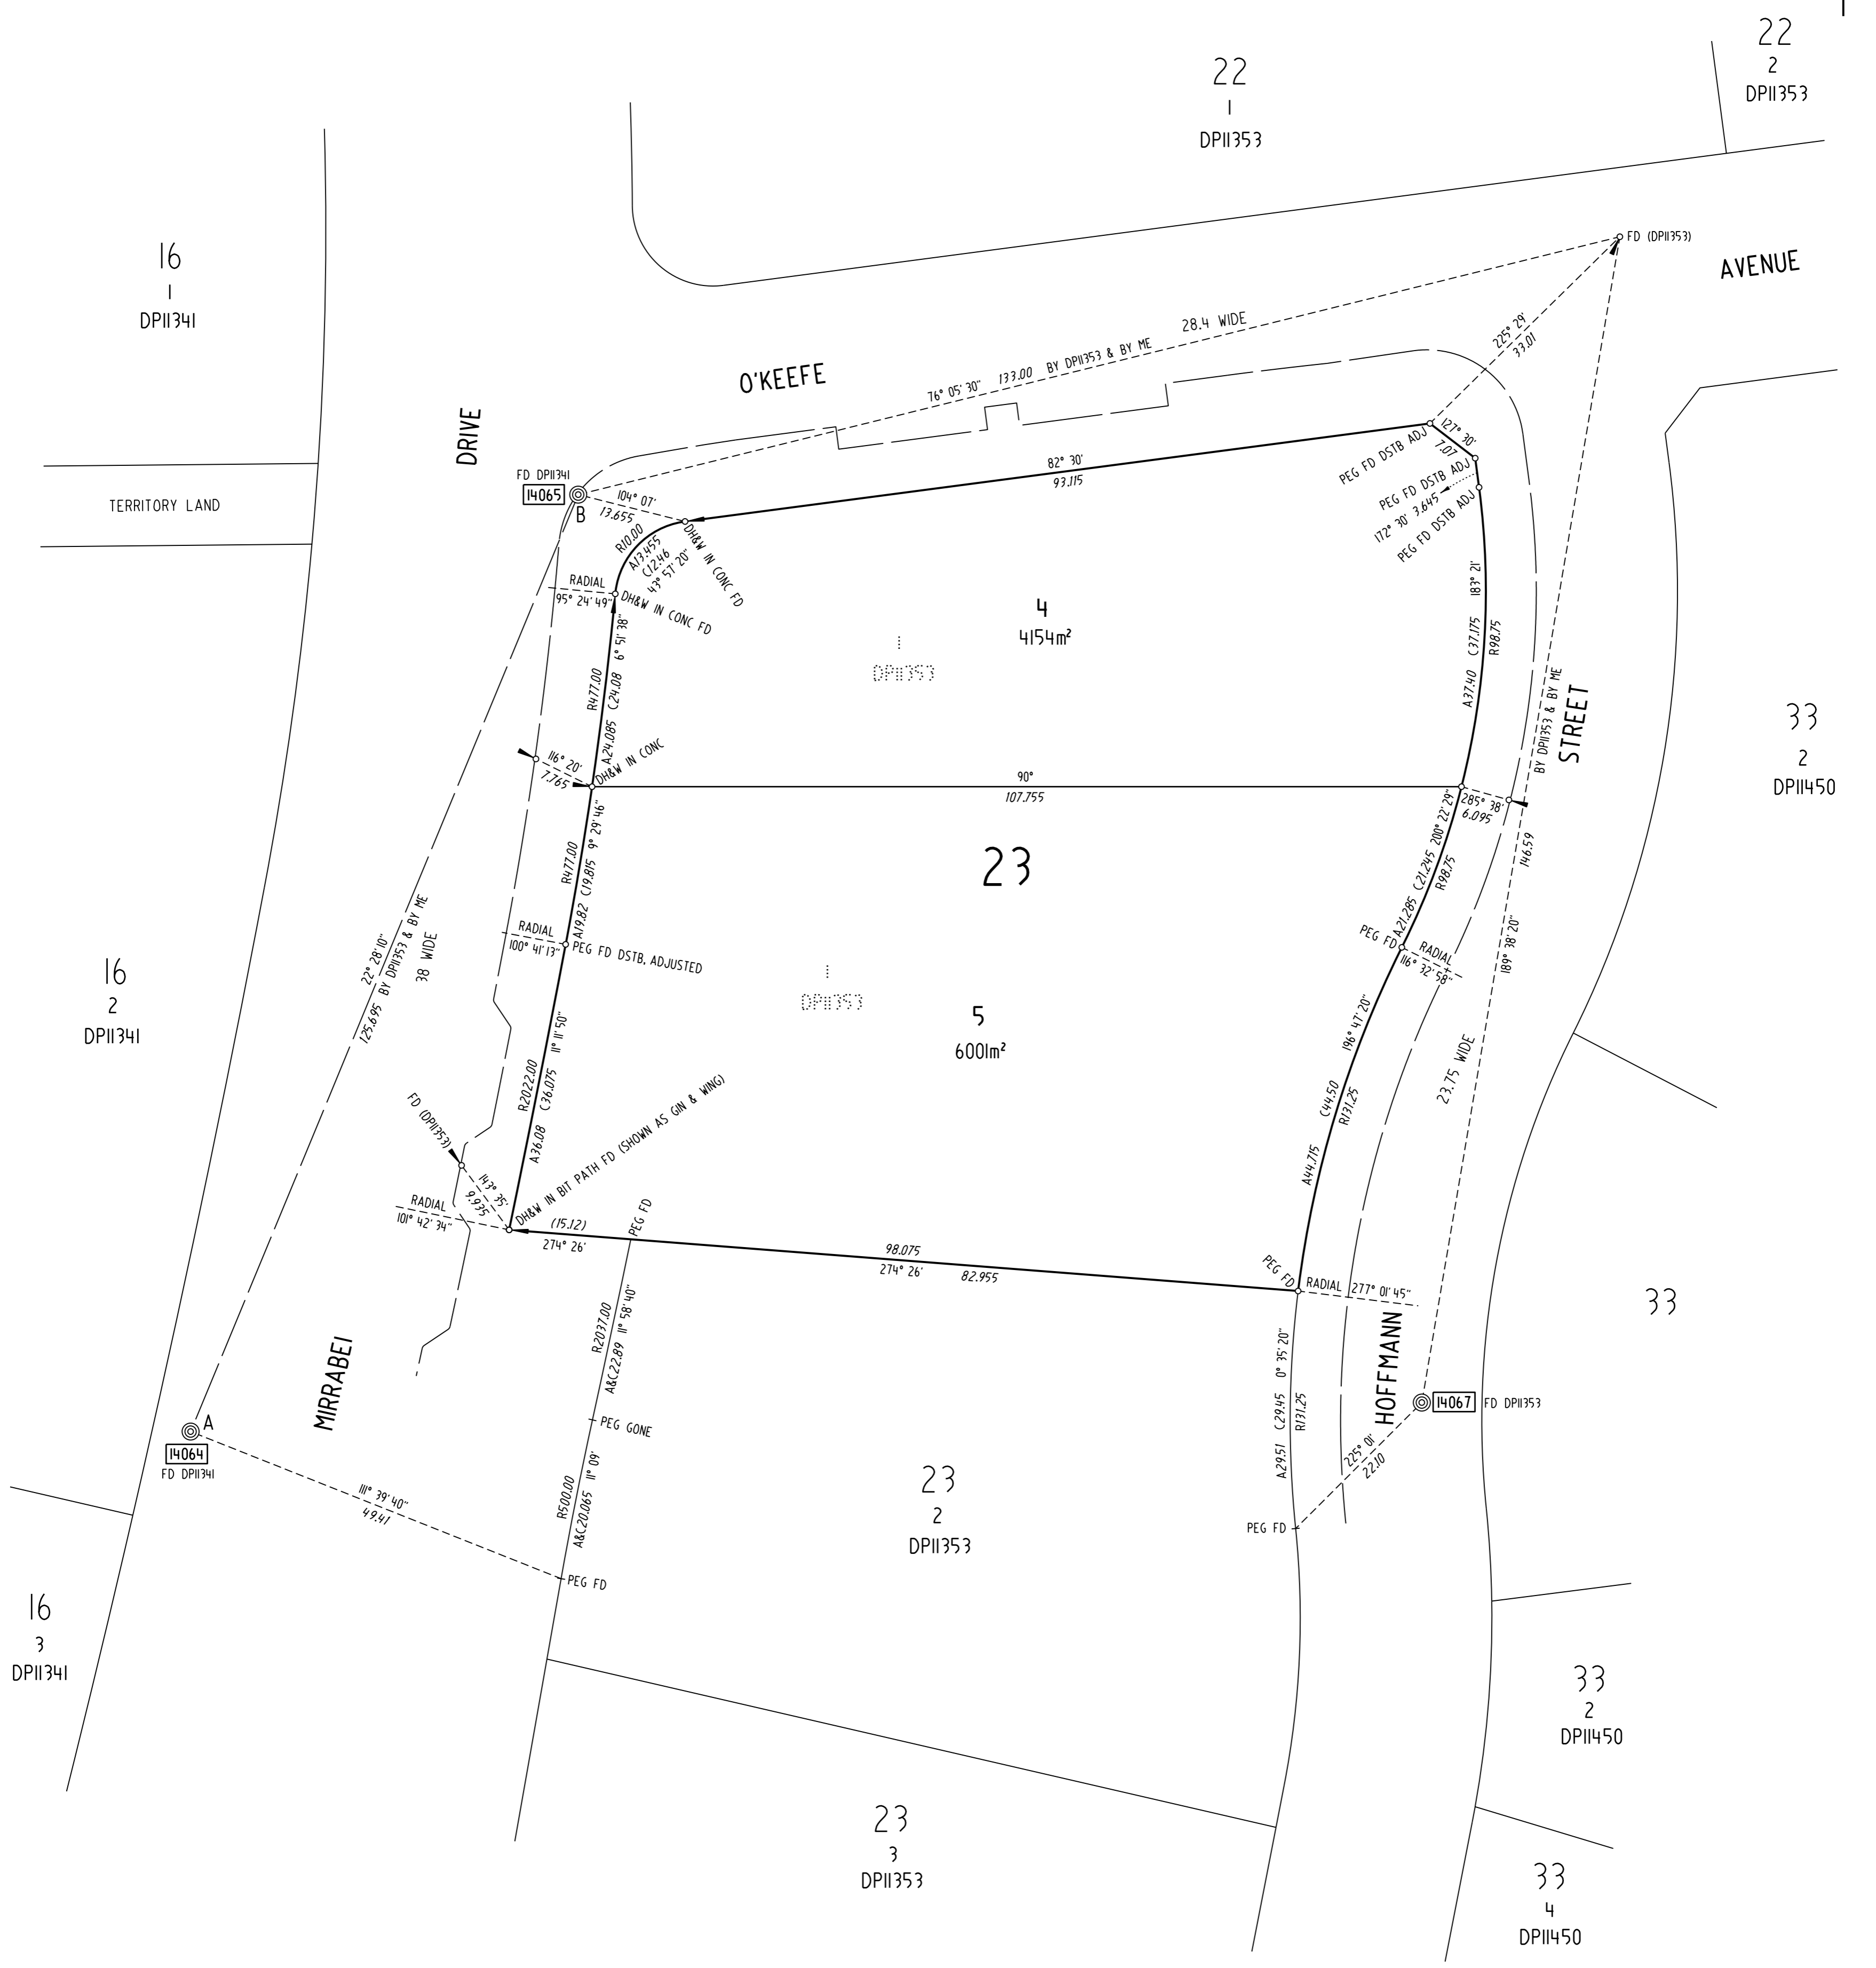 22
2
DP11353
22
1
DP11353
16
1
DP11341
FD (DP11353)
AVENUE
225° 29'
33.01
28.4 WIDE
76° 05' 30" 133.00 BY DP11353 & BY ME
O'KEEFE
DRIVE
TERRITORY LAND
FD DP11341
14065
B
104° 07'
13.655
82° 30'
93.115
PEG FD DSTB ADJ
127° 30'
7.07
PEG FD DSTB ADJ
172° 30' 3.645
PEG FD DSTB ADJ
R10.00
A13.455
C12.46
43° 57' 20"
DH&W IN CONC FD
RADIAL
95° 24' 49"
DH&W IN CONC FD
4
4154m²
1
DP11353
R477.00
A24.085 C24.08 6° 51' 38"
A37.40 C37.175 183° 21'
R98.75
116° 20'
7.765
DH&W IN CONC
90°
107.755
285° 38'
6.095
BY DP11353 & BY ME
STREET
146.59
189° 38' 20"
33
2
DP11450
23
R477.00
A19.82 C19.815 9° 29' 46"
A21.285 C21.245 200° 22' 29"
R98.75
RADIAL
100° 41' 13"
PEG FD DSTB, ADJUSTED
PEG FD
RADIAL
116° 32' 58"
22° 28' 10"
125.695 BY DP11353 & BY ME
38 WIDE
16
2
DP11341
1
DP11353
5
6001m²
R2022.00
A36.08 C36.075 11° 11' 50"
A44.715 C44.50 196° 47' 20"
R131.25
23.75 WIDE
FD (DP11353)
143° 35'
9.935
DH&W IN BIT PATH FD (SHOWN AS GIN & WING)
RADIAL
101° 42' 34"
(15.12)
274° 26'
PEG FD
98.075
274° 26'
82.955
PEG FD
RADIAL 277° 01' 45"
33
MIRRABEI
R2037.00
A&C22.89 11° 58' 40"
PEG GONE
R500.00
A&C20.065 11° 09'
PEG FD
A29.51 C29.45 0° 35' 20"
R131.25
HOFFMANN
14067
FD DP11353
225° 01'
22.10
PEG FD
A
14064
FD DP11341
111° 39' 40"
49.41
23
2
DP11353
16
3
DP11341
33
2
DP11450
23
3
DP11353
33
4
DP11450